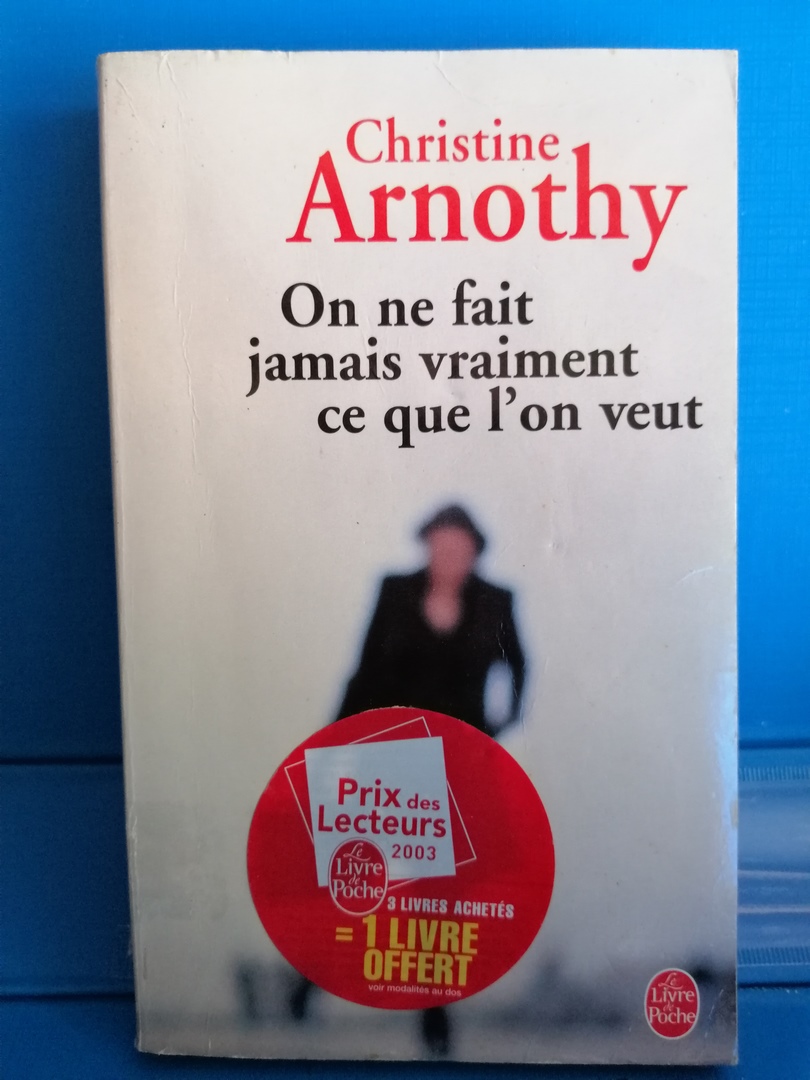 Christine
Arnothy
On ne fait
jamais vraiment
ce que l'on veut
Prix des
Lecteurs
2003
Le
Livre
de
Poche
3 LIVRES ACHETÉS
= 1 LIVRE
OFFERT
voir modalités au dos
Le
Livre
de
Poche